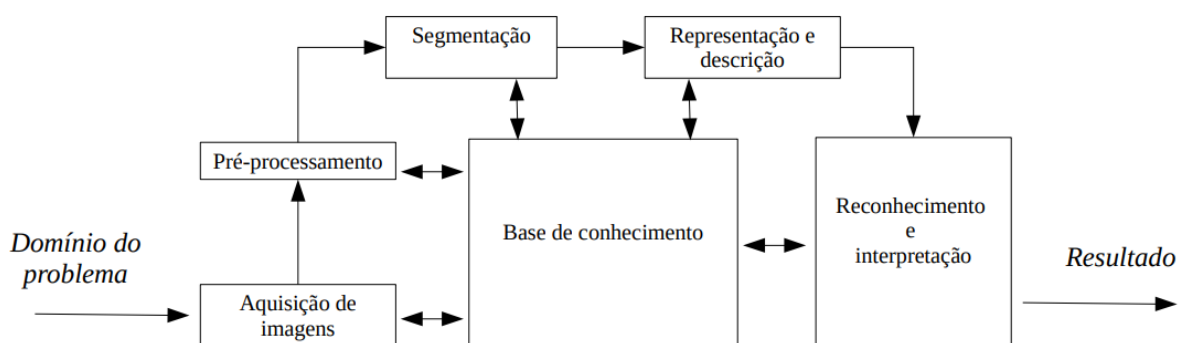 Segmentação
Representação e
descrição
Pré-processamento
Base de conhecimento
Reconhecimento
e
interpretação
Domínio do
problema
Resultado
Aquisição de
imagens